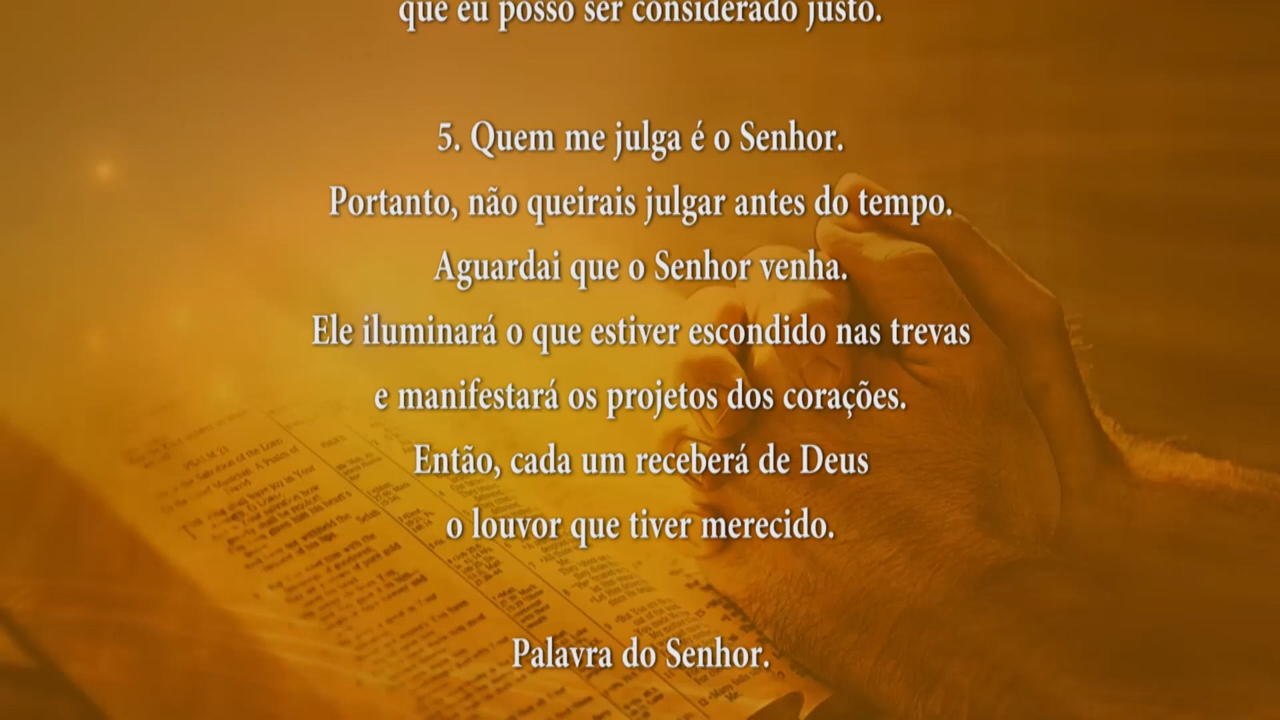 que eu posso ser considerado justo.
5. Quem me julga é o Senhor.
Portanto, não queirais julgar antes do tempo.
Aguardai que o Senhor venha.
Ele iluminará o que estiver escondido nas trevas
e manifestará os projetos dos corações.
Então, cada um receberá de Deus
o louvor que tiver merecido.
Palavra do Senhor.